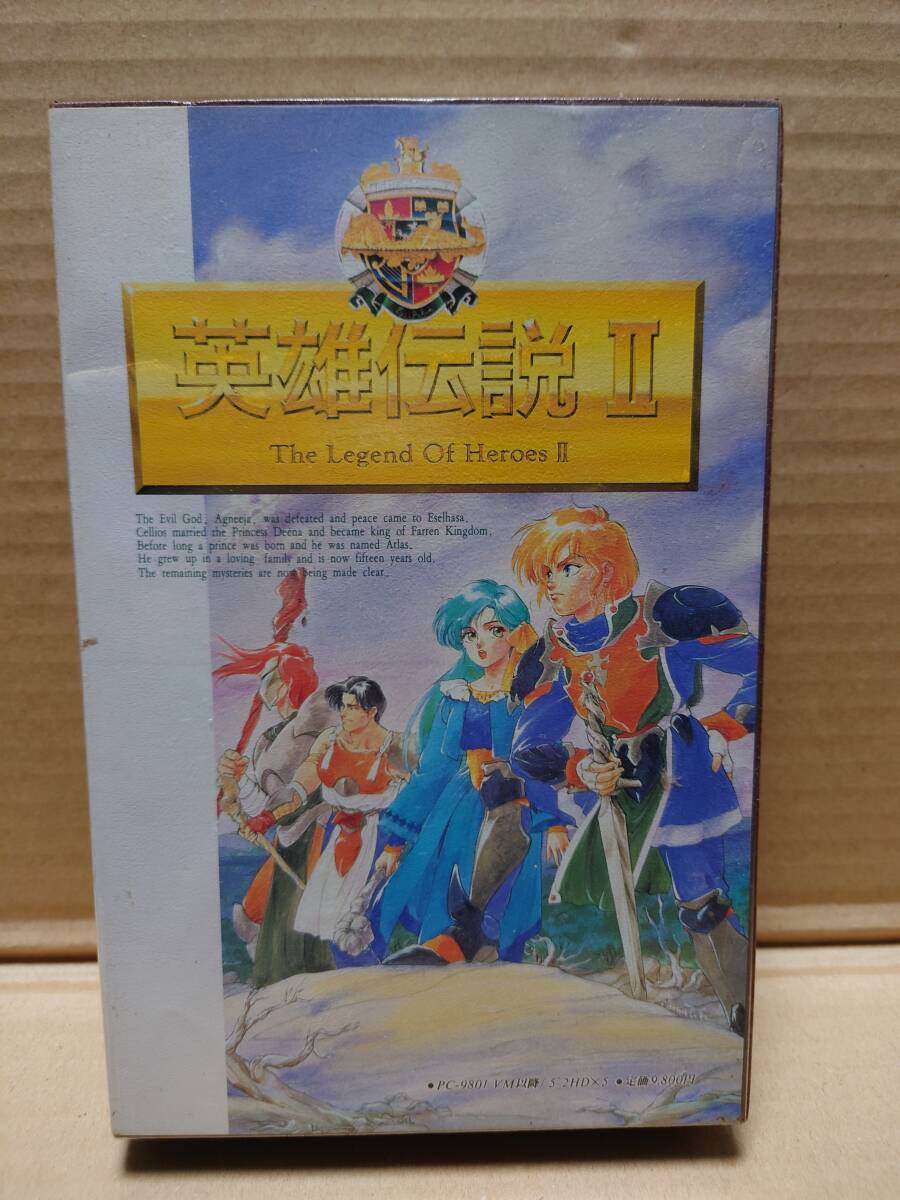 英雄伝説 Ⅱ
The Legend Of Heroes Ⅱ
The Evil God, Agneeja, was defeated and peace came to Eselhasa.
Cellios married the Princess Deena and became king of Farren Kingdom.
Before long a prince was born and he was named Atlas.
He grew up in a loving family and is now fifteen years old.
The remaining mysteries are now being made clear.
●PC-9801 VM以降 5"2HD×5 ●定価9,800円